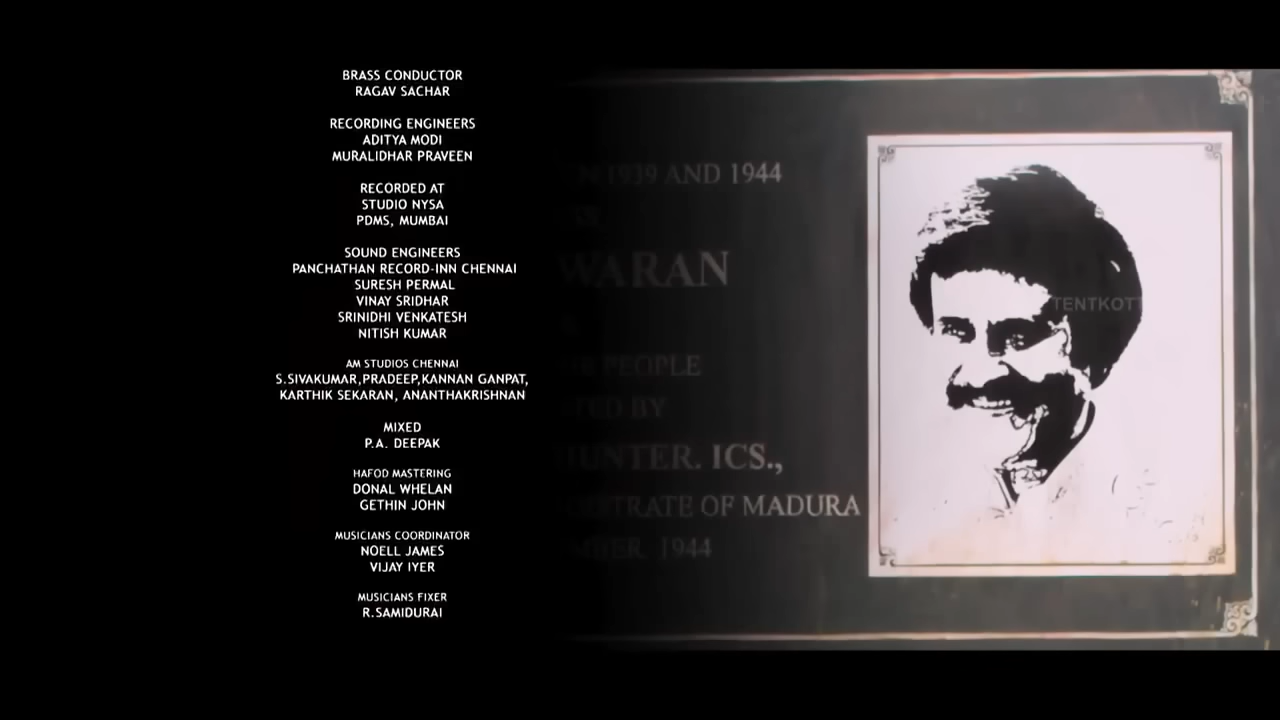 BRASS CONDUCTOR
RAGAV SACHAR
RECORDING ENGINEERS
ADITYA MODI
MURALIDHAR PRAVEEN
RECORDED AT
STUDIO NYSA
PDMS, MUMBAI
SOUND ENGINEERS
PANCHATHAN RECORD-INN CHENNAI
SURESH PERMAL
VINAY SRIDHAR
SRINIDHI VENKATESH
NITISH KUMAR
AM STUDIOS CHENNAI
S.SIVAKUMAR,PRADEEP,KANNAN GANPAT,
KARTHIK SEKARAN, ANANTHAKRISHNAN
MIXED
P.A. DEEPAK
HAFOD MASTERING
DONAL WHELAN
GETHIN JOHN
MUSICIANS COORDINATOR
NOELL JAMES
VIJAY IYER
MUSICIANS FIXER
R.SAMIDURAI
1939 AND 1944
WARAN
PEOPLE
BY
HUNTER. ICS.,
OF MADURA
1944
TENTKOTT